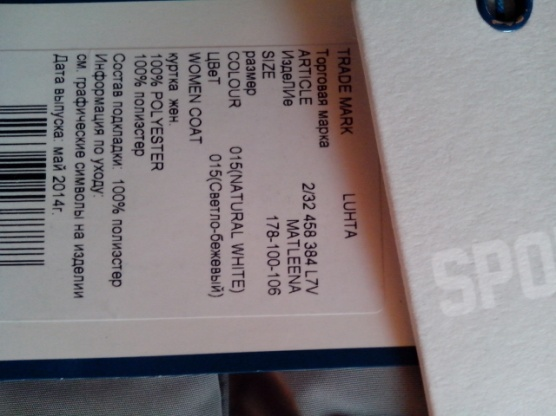 TRADE MARK LUHTA
Торговая марка
ARTICLE 2/32 458 384 L7V
ИздеЛИе MATLEENA
SIZE 178-100-106
размер
COLOUR 015(NATURAL WHITE)
ЦВеТ 015(Светло-бежевый)
WOMEN COAT
куртка жен.
100% POLYESTER
100% полиэстер
Состав подкладки: 100% полиэстер
Информация по уходу:
см. графические символы на изделии
Дата выпуска: май 2014г.
SPO